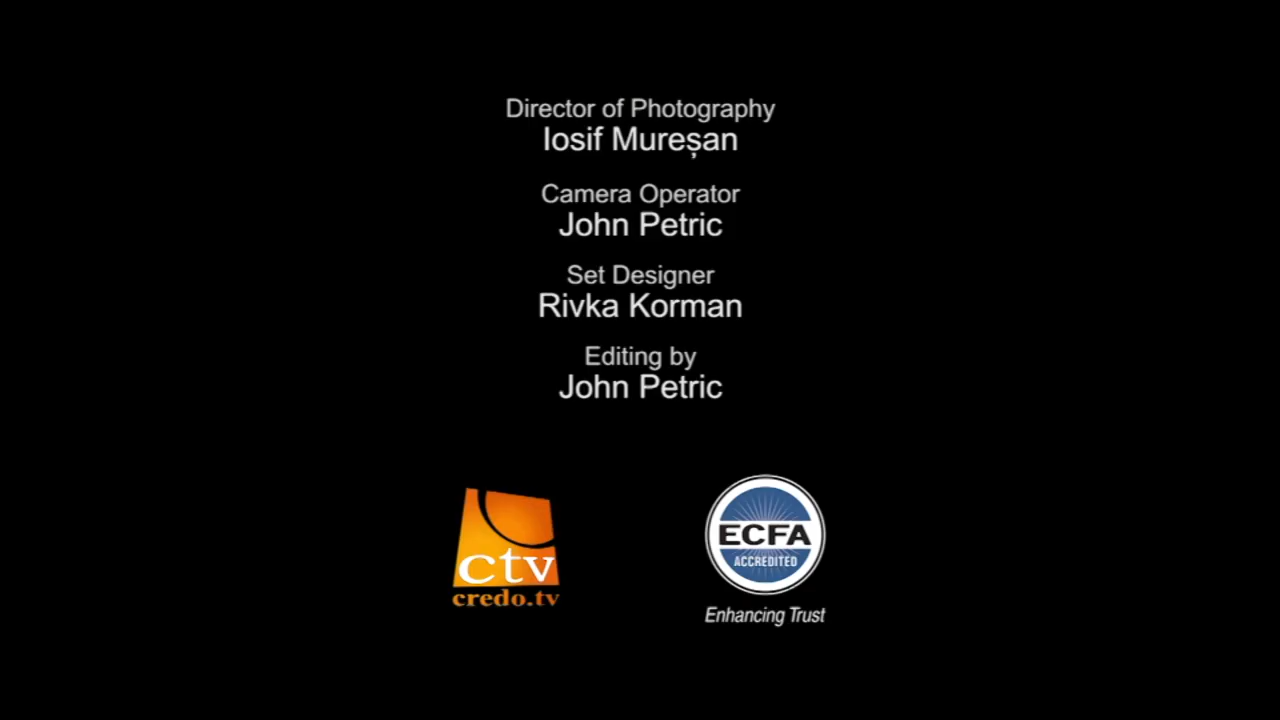 Director of Photography
Iosif Mureșan
Camera Operator
John Petric
Set Designer
Rivka Korman
Editing by
John Petric
ctv
credo.tv
ECFA
ACCREDITED
Enhancing Trust